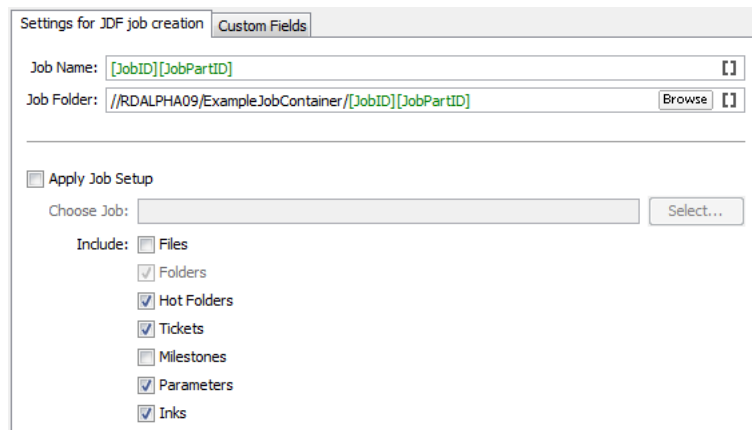 Settings for JDF job creation Custom Fields
Job Name: [JobID][JobPartID] []
Job Folder: //RDALPHA09/ExampleJobContainer/[JobID][JobPartID] Browse []
Apply Job Setup
Choose Job: Select...
Include: Files
Folders
Hot Folders
Tickets
Milestones
Parameters
Inks